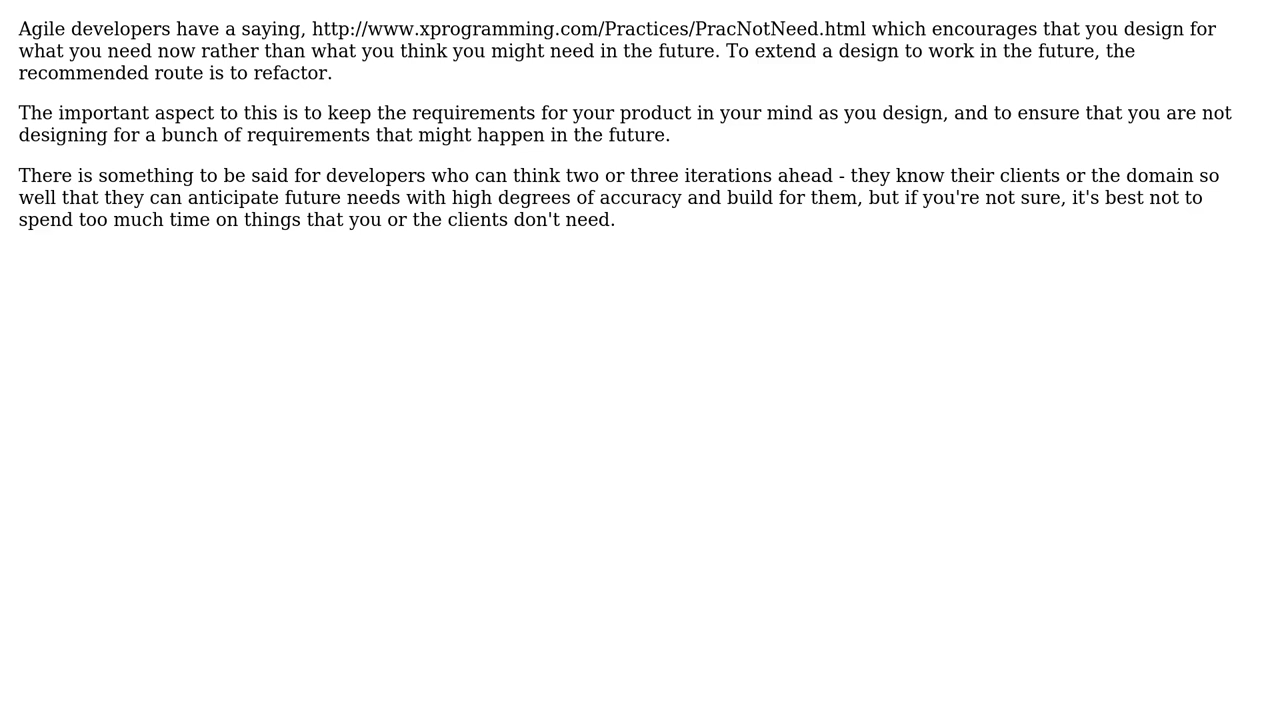 Agile developers have a saying, http://www.xprogramming.com/Practices/PracNotNeed.html which encourages that you design for
what you need now rather than what you think you might need in the future. To extend a design to work in the future, the
recommended route is to refactor.
The important aspect to this is to keep the requirements for your product in your mind as you design, and to ensure that you are not
designing for a bunch of requirements that might happen in the future.
There is something to be said for developers who can think two or three iterations ahead - they know their clients or the domain so
well that they can anticipate future needs with high degrees of accuracy and build for them, but if you're not sure, it's best not to
spend too much time on things that you or the clients don't need.